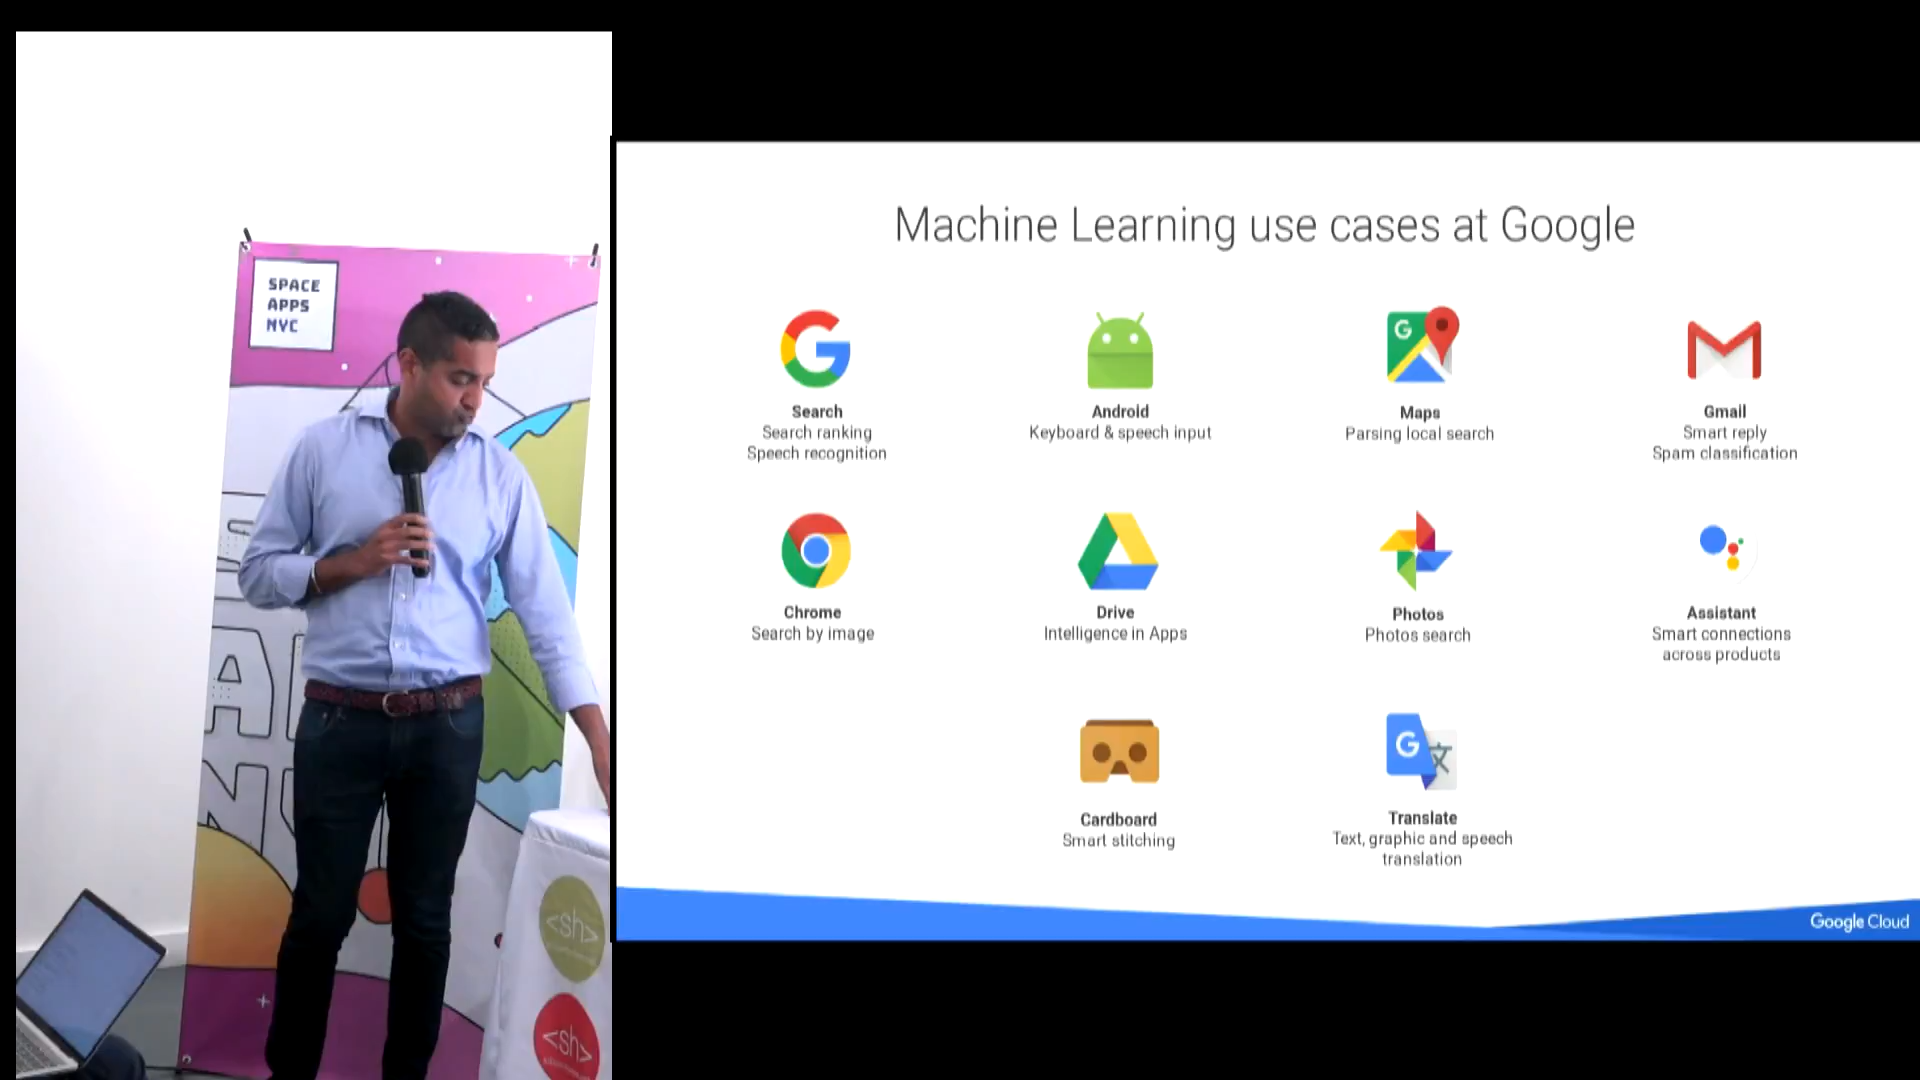 SPACE
APPS
NYC
<sh>
<sh>
Machine Learning use cases at Google
Search
Search ranking
Speech recognition
Android
Keyboard & speech input
Maps
Parsing local search
Gmail
Smart reply
Spam classification
Chrome
Search by image
Drive
Intelligence in Apps
Photos
Photos search
Assistant
Smart connections
across products
Cardboard
Smart stitching
Translate
Text, graphic and speech
translation
Google Cloud